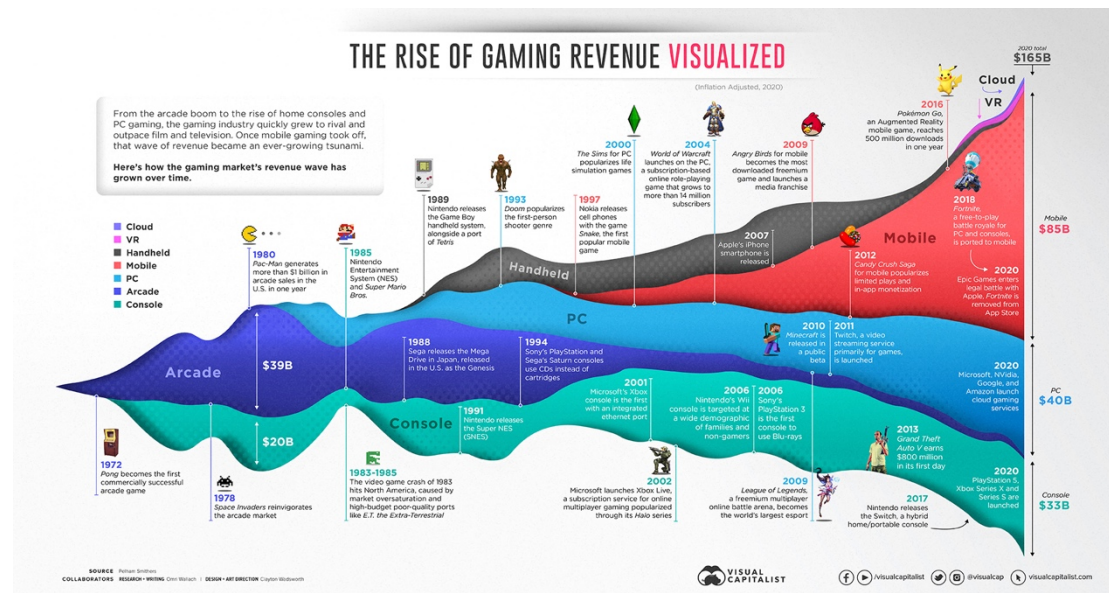 THE RISE OF GAMING REVENUE VISUALIZED
(Inflation Adjusted, 2020)
2020 total
$165B
From the arcade boom to the rise of home consoles and
PC gaming, the gaming industry quickly grew to rival and
outpace film and television. Once mobile gaming took off,
that wave of revenue became an ever-growing tsunami.
Here's how the gaming market's revenue wave has
grown over time.
Cloud
VR
Handheld
Mobile
PC
Arcade
Console
1972
Pong becomes the first
commercially successful
arcade game
1978
Space Invaders reinvigorates
the arcade market
1980
Pac-Man generates
more than $1 billion in
arcade sales in the
U.S. in one year
1985
Nintendo
Entertainment
System (NES)
and Super Mario
Bros.
1983-1985
The video game crash of 1983
hits North America, caused by
market oversaturation and
high-budget poor-quality ports
like E.T. the Extra-Terrestrial
1989
Nintendo releases
the Game Boy
handheld system,
alongside a port
of Tetris
1988
Sega releases the Mega
Drive in Japan, released
in the U.S. as the Genesis
1991
Nintendo releases
the Super NES
(SNES)
1993
Doom popularizes
the first-person
shooter genre
1994
Sony's PlayStation and
Sega's Saturn consoles
use CDs instead of
cartridges
1997
Nokia releases
cell phones
with the game
Snake, the first
popular mobile
game
2000
The Sims for PC
popularizes life
simulation games
2001
Microsoft's Xbox
console is the first
with an integrated
ethernet port
2002
Microsoft launches Xbox Live,
a subscription service for online
multiplayer gaming popularized
through its Halo series
2004
World of Warcraft
launches on the PC,
a subscription-based
online role-playing
game that grows to
more than 14 million
subscribers
2006
Nintendo's Wii
console is targeted at
a wide demographic
of families and
non-gamers
2006
Sony's
PlayStation 3
is the first
console to
use Blu-rays
2007
Apple's iPhone
smartphone is
released
2009
Angry Birds for mobile
becomes the most
downloaded freemium
game and launches a
media franchise
2009
League of Legends,
a freemium multiplayer
online battle arena, becomes
the world's largest esport
2010
Minecraft is
released in
a public
beta
2011
Twitch, a video
streaming service
primarily for games,
is launched
2012
Candy Crush Saga
for mobile popularizes
limited plays and
in-app monetization
2013
Grand Theft
Auto V earns
$800 million
in its first day
2016
Pokémon Go,
an Augmented Reality
mobile game, reaches
500 million downloads
in one year
2017
Nintendo releases
the Switch, a hybrid
home/portable console
2018
Fortnite,
a free-to-play
battle royale for
PC and consoles,
is ported to mobile
2020
Epic Games enters
legal battle with
Apple, Fortnite is
removed from
App Store
2020
Microsoft, NVidia,
Google, and
Amazon launch
cloud gaming
services
2020
PlayStation 5,
Xbox Series X and
Series S are
launched
Arcade
$39B
$20B
Console
Handheld
PC
Mobile
Cloud
VR
Mobile
$85B
PC
$40B
Console
$33B
SOURCE Pelham Smithers
COLLABORATORS RESEARCH + WRITING Omri Wallach | DESIGN + ART DIRECTION Clayton Wadsworth
VISUAL
CAPITALIST
/visualcapitalist
@visualcap
visualcapitalist.com